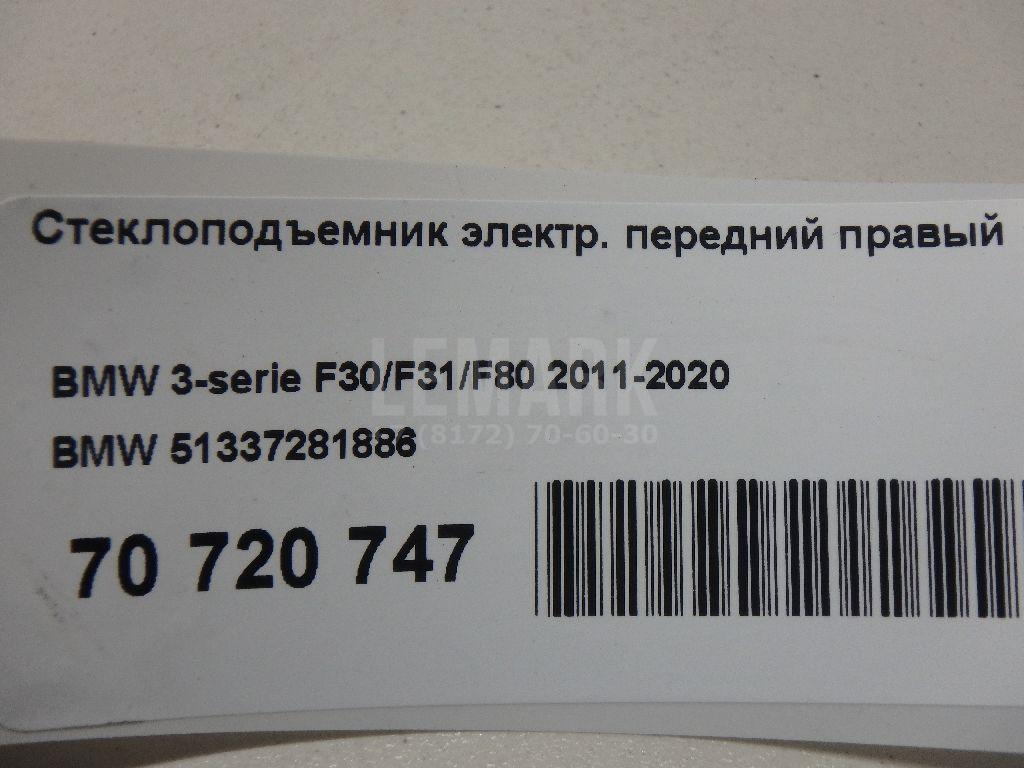 Стеклоподъемник электр. передний правый
LEMARK
BMW 3-serie F30/F31/F80 2011-2020
(8172) 70-60-30
BMW 51337281886
70 720 747